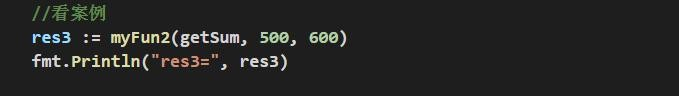 //看案例
res3 := myFun2(getSum, 500, 600)
fmt.Println("res3=", res3)